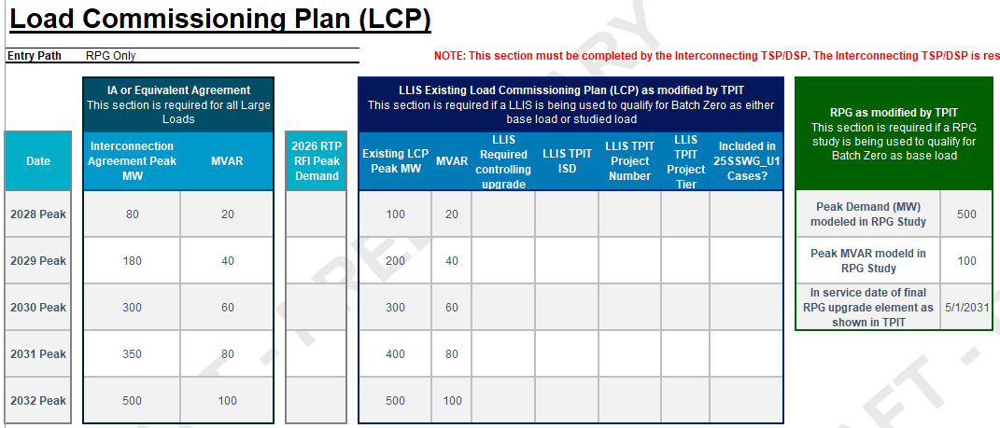 Load Commissioning Plan (LCP)
Entry Path RPG Only
NOTE: This section must be completed by the Interconnecting TSP/DSP. The Interconnecting TSP/DSP is res
IA or Equivalent Agreement
This section is required for all Large
Loads
LLIS Existing Load Commissioning Plan (LCP) as modified by TPIT
This section is required if a LLIS is being used to qualify for Batch Zero as either
base load or studied load
RPG as modified by TPIT
This section is required if a RPG
study is being used to qualify for
Batch Zero as base load
Date
Interconnection
Agreement Peak
MW
MVAR
2026 RTP
RFI Peak
Demand
Existing LCP
Peak MW
MVAR
LLIS
Required
controlling
upgrade
LLIS TPIT
ISD
LLIS TPIT
Project
Number
LLIS
TPIT
Project
Tier
Included in
25SSWG_U1
Cases?
2028 Peak 80 20 100 20
2029 Peak 180 40 200 40
2030 Peak 300 60 300 60
2031 Peak 350 80 400 80
2032 Peak 500 100 500 100
Peak Demand (MW)
modeled in RPG Study
500
Peak MVAR modeld in
RPG Study
100
In service date of final
RPG upgrade element as
shown in TPIT
5/1/2031